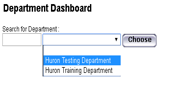 Department Dashboard
Search for Department:
Choose
Huron Testing Department
Huron Training Department